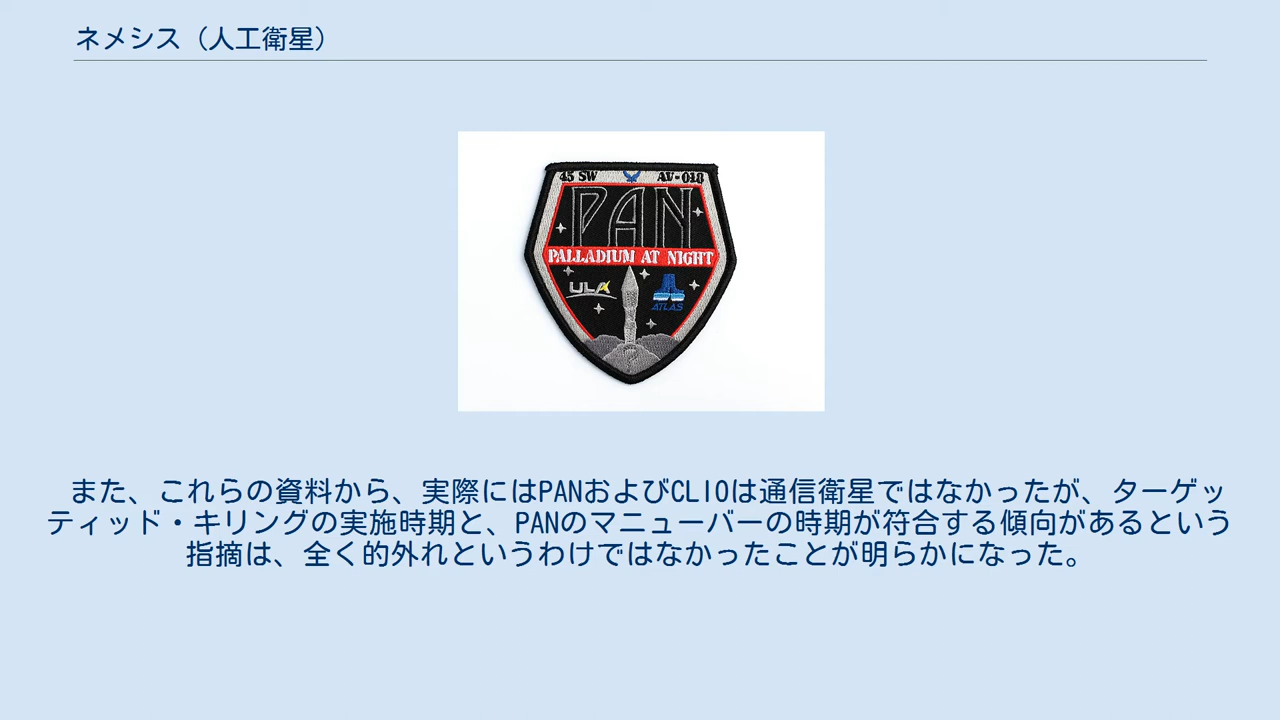 ネメシス（人工衛星）
45 SW AV-018
PAN
PALLADIUM AT NIGHT
ULA
ATLAS
また、これらの資料から、実際にはPANおよびCLIOは通信衛星ではなかったが、ターゲッ
ティッド・キリングの実施時期と、PANのマニューバーの時期が符合する傾向があるという
指摘は、全く的外れというわけではなかったことが明らかになった。